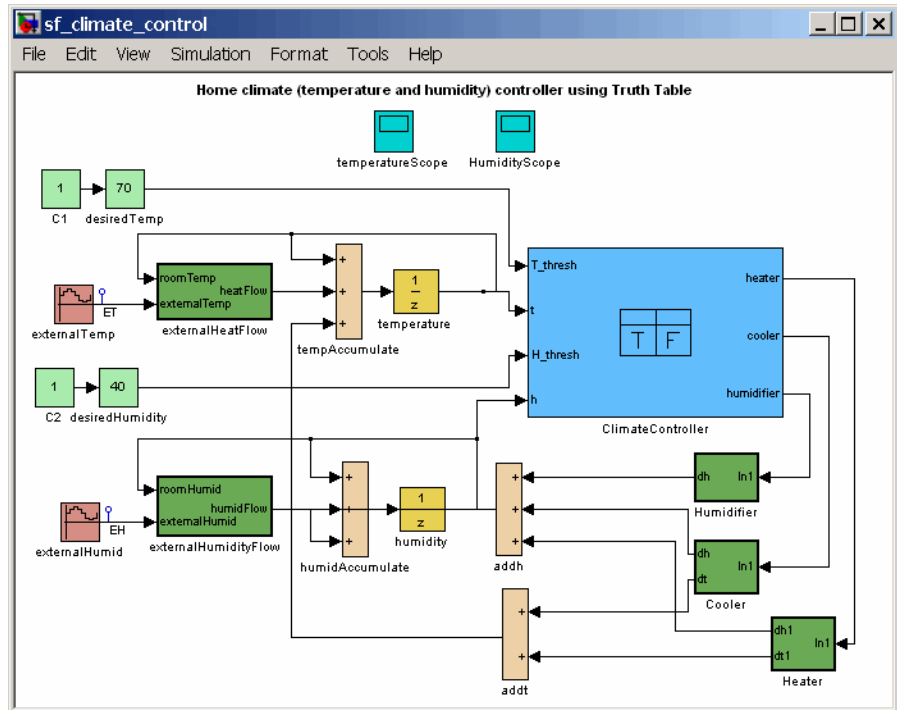 sf_climate_control
File Edit View Simulation Format Tools Help
Home climate (temperature and humidity) controller using Truth Table
temperatureScope
HumidityScope
1
C1
70
desiredTemp
externalTemp
ET
roomTemp
heatFlow
externalTemp
externalHeatFlow
+
+
+
tempAccumulate
1
z
temperature
T_thresh
t
H_thresh
h
T F
heater
cooler
humidifier
ClimateController
1
C2
40
desiredHumidity
externalHumid
EH
roomHumid
humidFlow
externalHumid
externalHumidityFlow
+
+
+
humidAccumulate
1
z
humidity
+
+
+
addh
dh In1
Humidifier
dh
In1
dt
Cooler
+
+
addt
dh1
In1
dt1
Heater